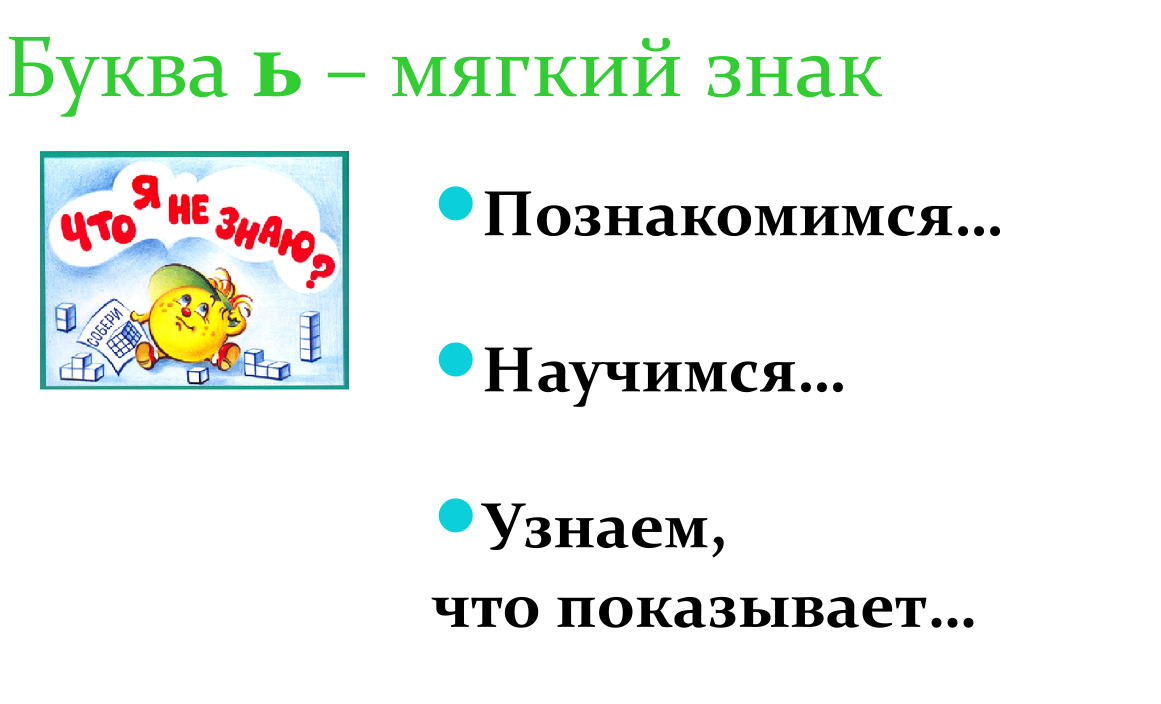 Буква ь – мягкий знак
Что я не знаю?
СОБЕРИ
Познакомимся...
Научимся...
Узнаем,
что показывает...